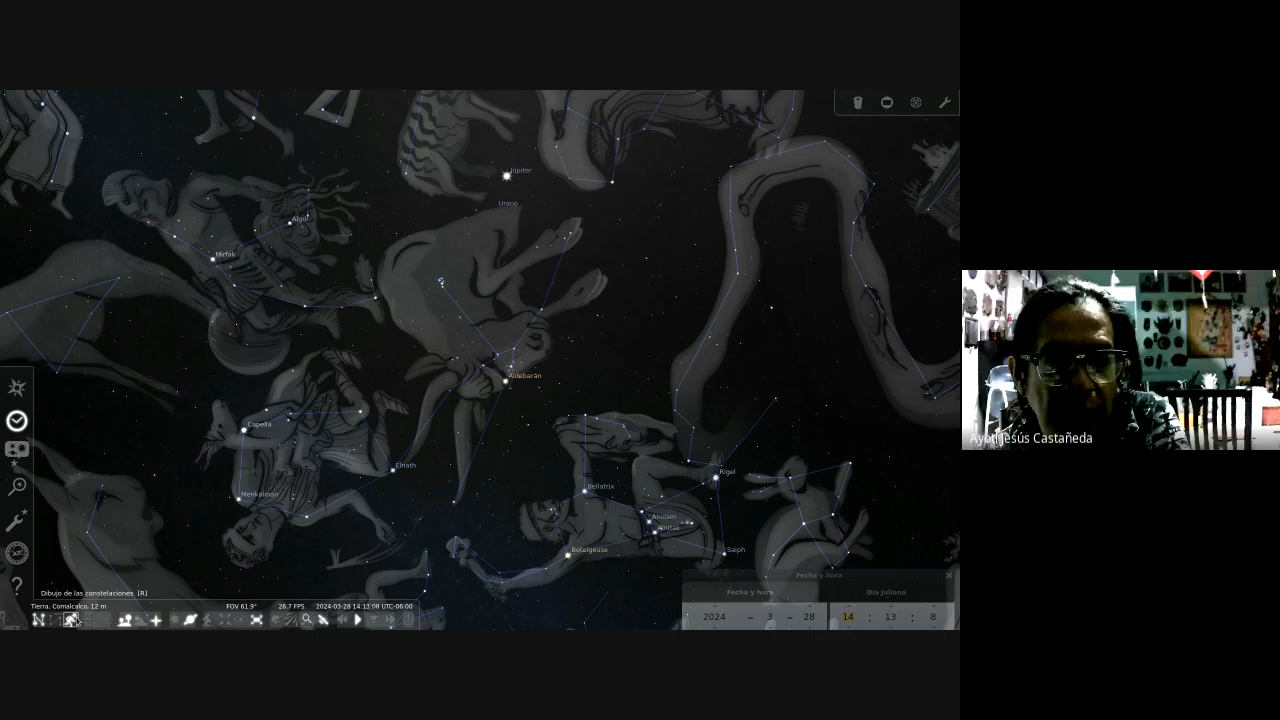 Júpiter
Urano
Algol
Mirfak
Aldebarán
Capella
Elnath
Menkalinan
Rigel
Bellatrix
Alnilam
Alnitak
Betelgeuse
Saiph
Ayotl Jesús Castañeda
Fecha y hora
Fecha y hora
Día Juliano
2024 - 3 - 28
14 : 13 : 8
Dibujo de las constelaciones [R]
Tierra, Comalcalco, 12 m
FOV 61.9°
26.7 FPS
2024-03-28 14:13:08 UTC-06:00